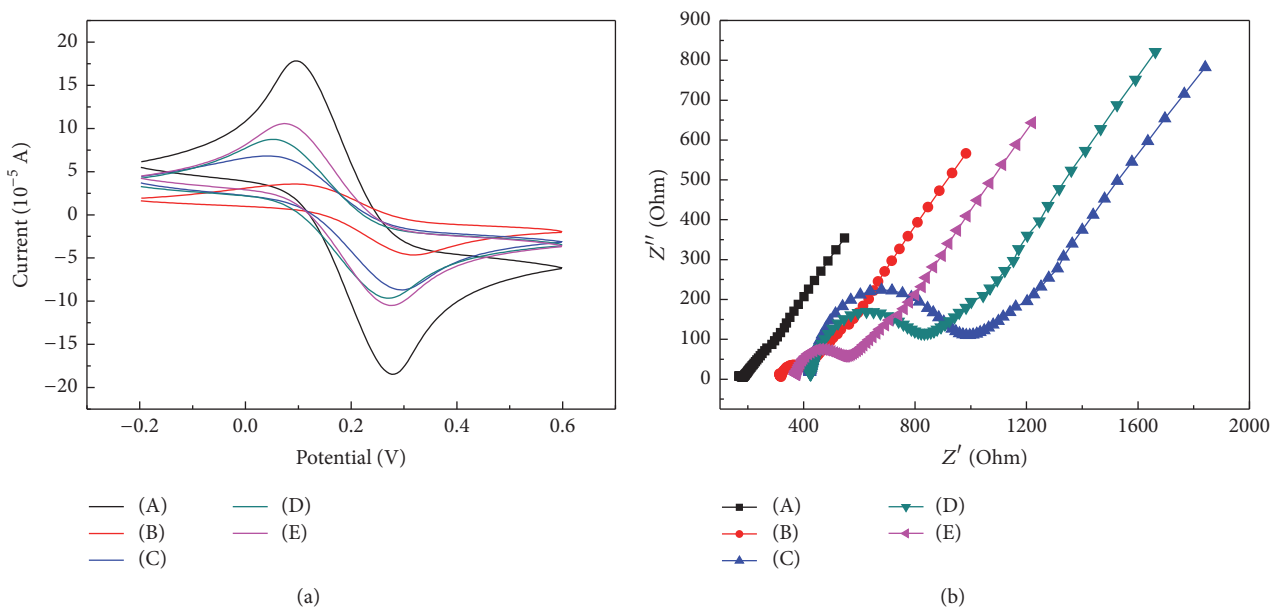 20
15
10
5
0
−5
−10
−15
−20
Current (10⁻⁵ A)
−0.2
0.0
0.2
0.4
0.6
Potential (V)
(A)
(D)
(B)
(E)
(C)
(a)
900
800
700
600
500
400
300
200
100
0
Z″ (Ohm)
400
800
1200
1600
2000
Z′ (Ohm)
(A)
(D)
(B)
(E)
(C)
(b)